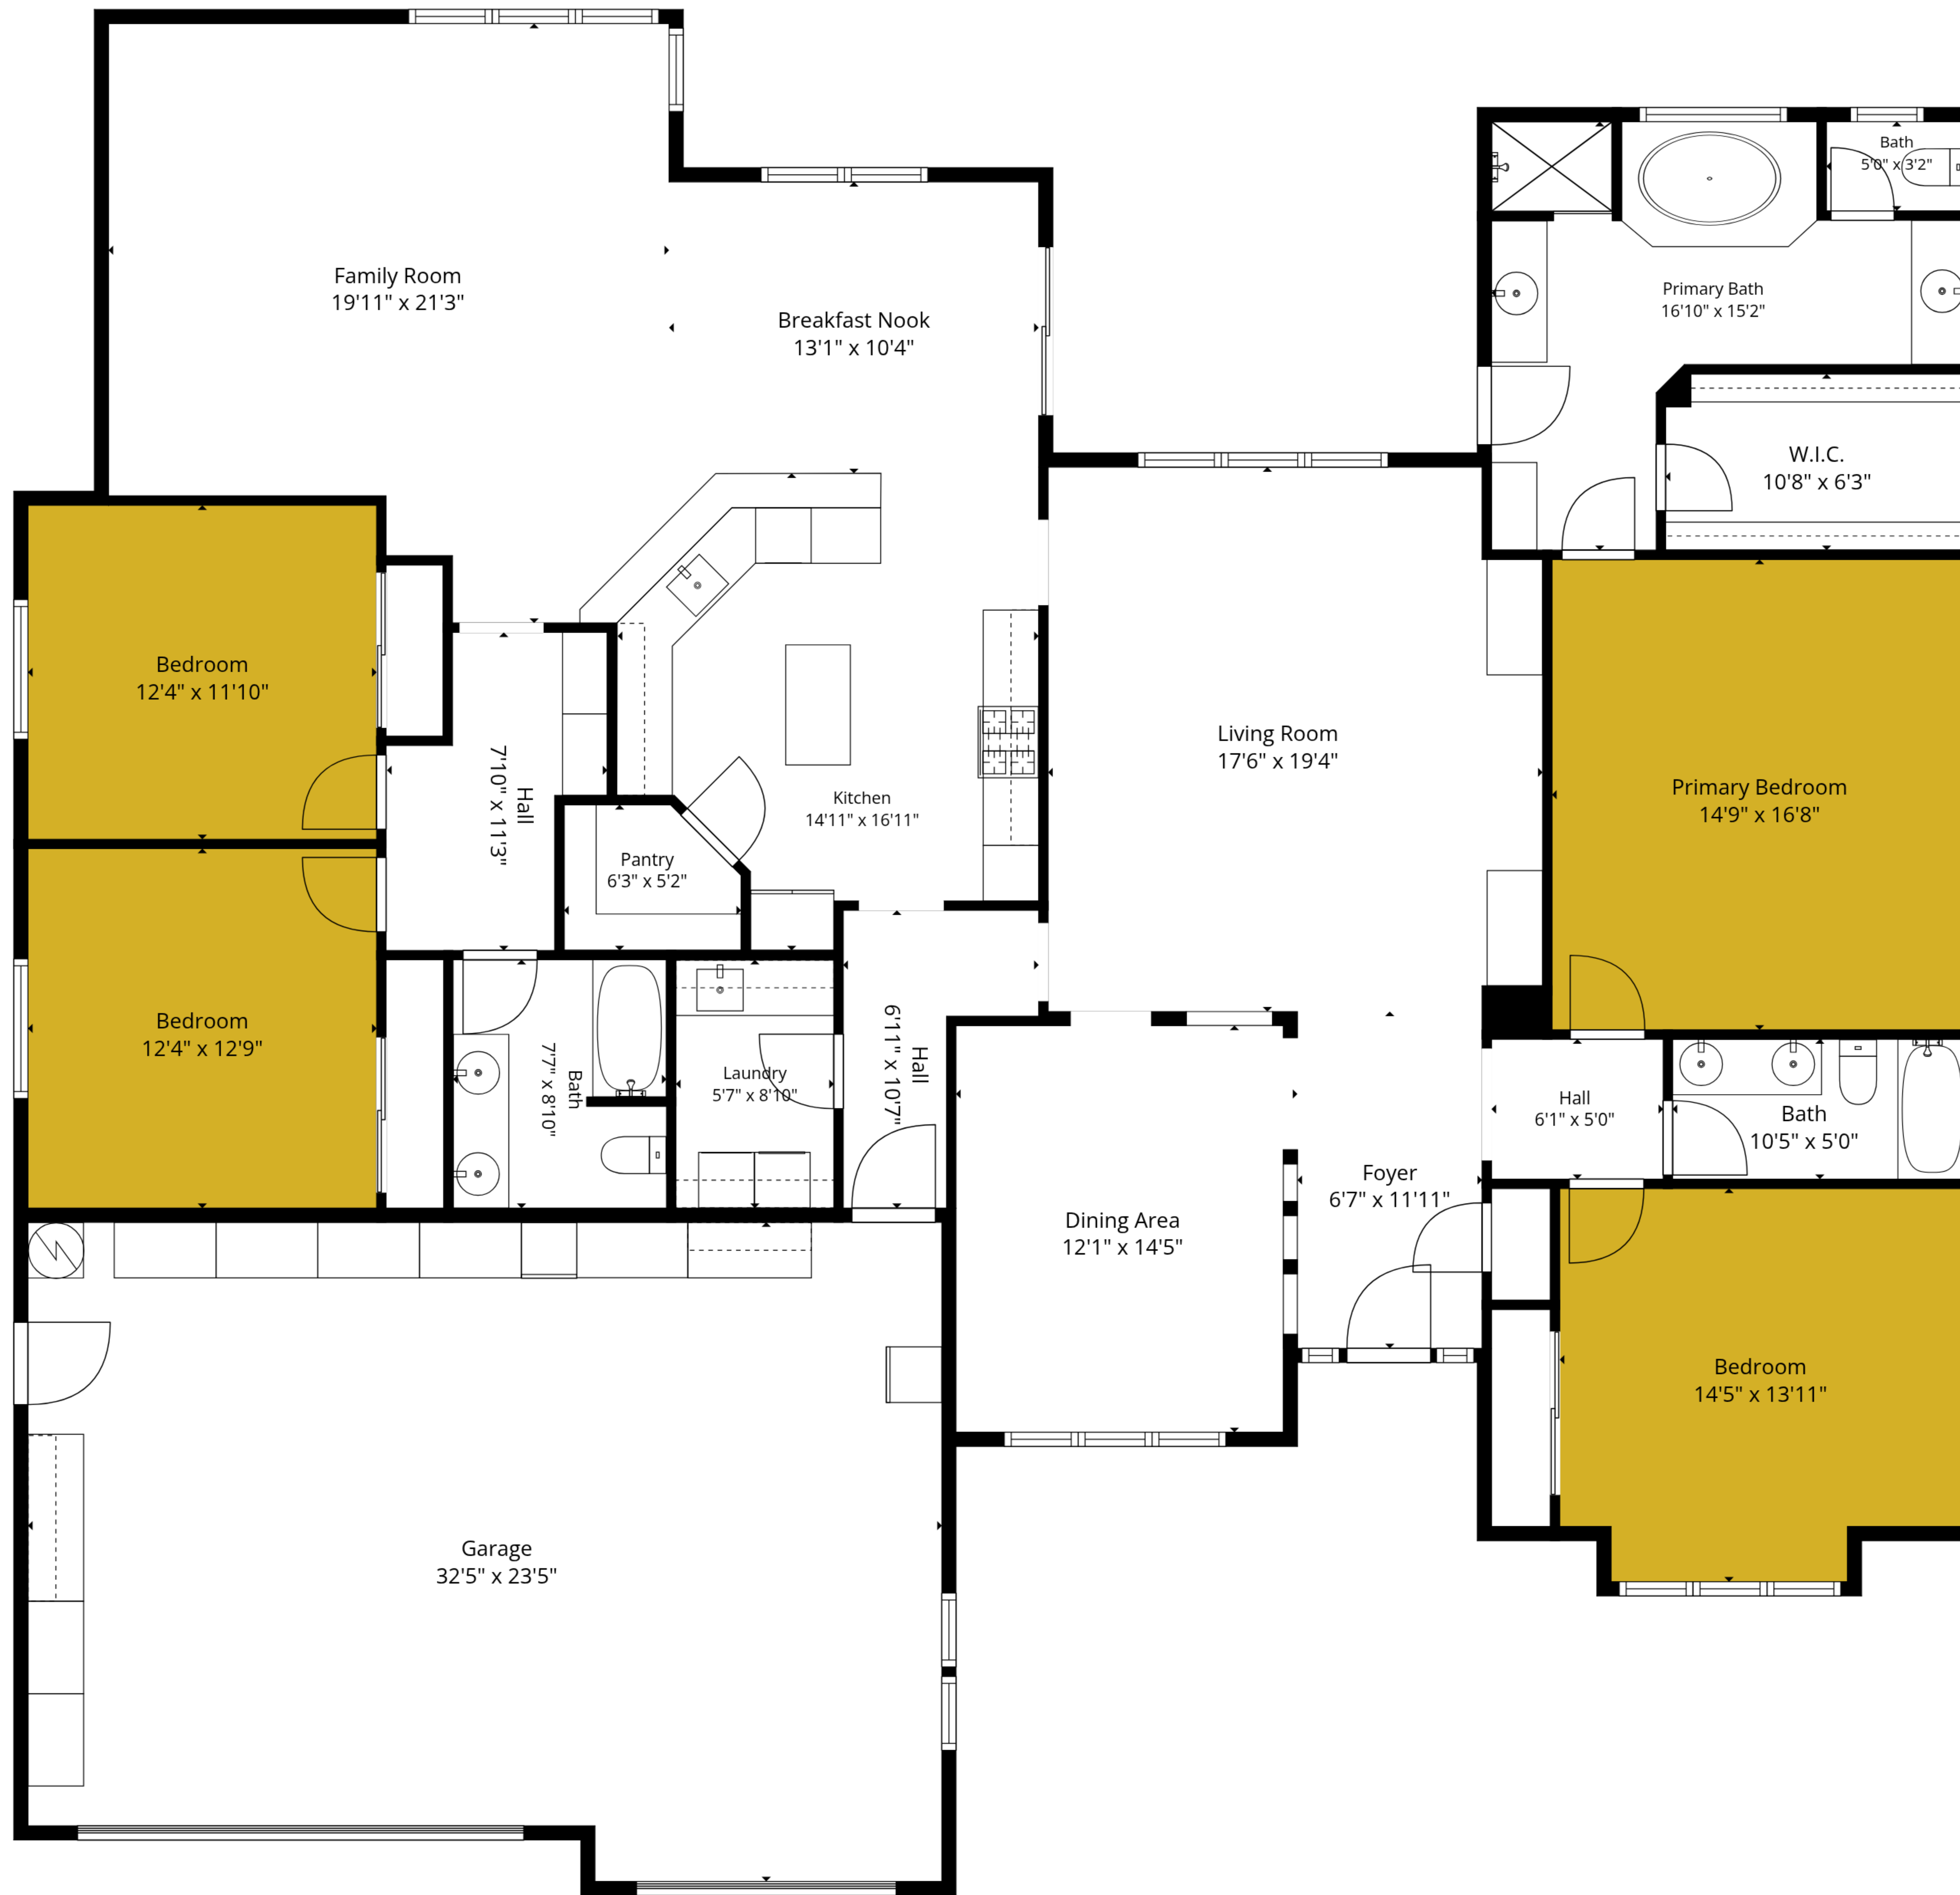 Bath
5'0" x 3'2"
Family Room
19'11" x 21'3"
Primary Bath
16'10" x 15'2"
Breakfast Nook
13'1" x 10'4"
W.I.C.
10'8" x 6'3"
Bedroom
12'4" x 11'10"
Living Room
17'6" x 19'4"
Hall
7'10" x 11'3"
Kitchen
14'11" x 16'11"
Primary Bedroom
14'9" x 16'8"
Pantry
6'3" x 5'2"
Bedroom
12'4" x 12'9"
Bath
7'7" x 8'10"
Laundry
5'7" x 8'10"
Hall
6'11" x 10'7"
Hall
6'1" x 5'0"
Bath
10'5" x 5'0"
Foyer
6'7" x 11'11"
Dining Area
12'1" x 14'5"
Bedroom
14'5" x 13'11"
Garage
32'5" x 23'5"